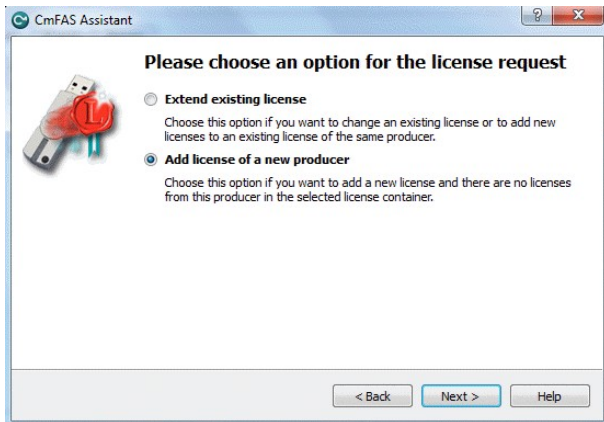 CmFAS Assistant
Please choose an option for the license request
Extend existing license
Choose this option if you want to change an existing license or to add new
licenses to an existing license of the same producer.
Add license of a new producer
Choose this option if you want to add a new license and there are no licenses
from this producer in the selected license container.
L
< Back
Next >
Help